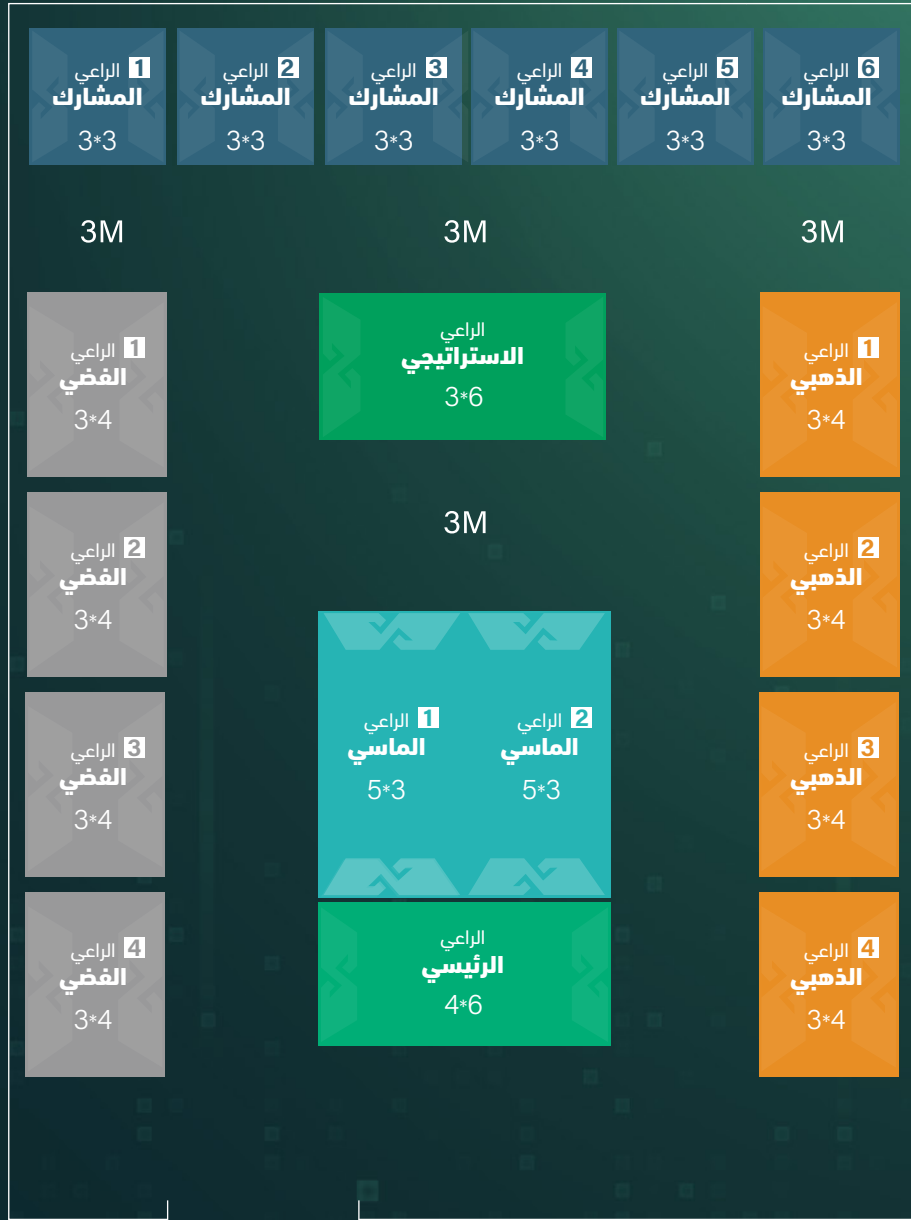 1 الراعي
المشارك
3*3
2 الراعي
المشارك
3*3
3 الراعي
المشارك
3*3
4 الراعي
المشارك
3*3
5 الراعي
المشارك
3*3
6 الراعي
المشارك
3*3
3M
3M
3M
1 الراعي
الفضي
3*4
الراعي
الاستراتيجي
3*6
1 الراعي
الذهبي
3*4
3M
2 الراعي
الفضي
3*4
2 الراعي
الذهبي
3*4
3 الراعي
الفضي
3*4
1 الراعي
الماسي
5*3
2 الراعي
الماسي
5*3
3 الراعي
الذهبي
3*4
4 الراعي
الفضي
3*4
الراعي
الرئيسي
4*6
4 الراعي
الذهبي
3*4